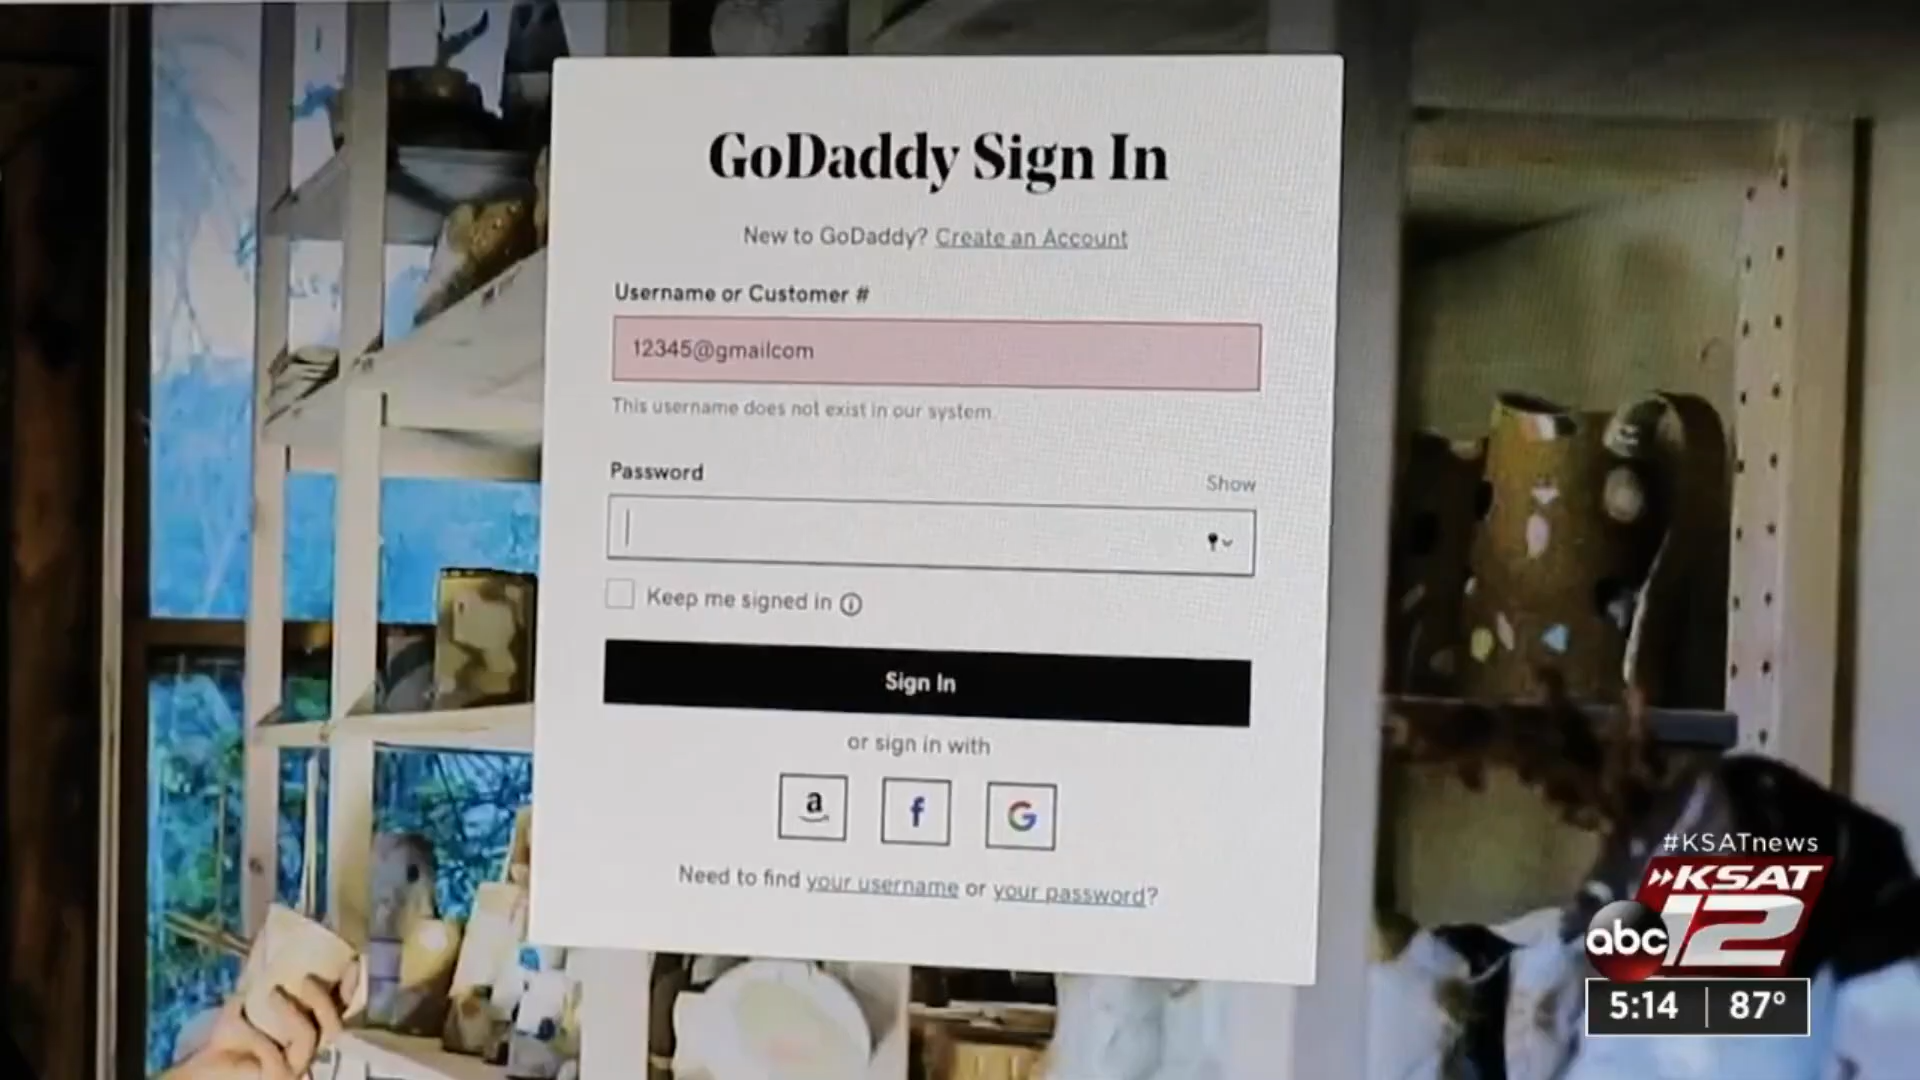 GoDaddy Sign In
New to GoDaddy? Create an Account
Username or Customer #
12345@gmailcom
This username does not exist in our system.
Password
Show
Keep me signed in
Sign In
or sign in with
a
f
G
Need to find your username or your password?
#KSATnews
KSAT
abc 12
5:14 87°